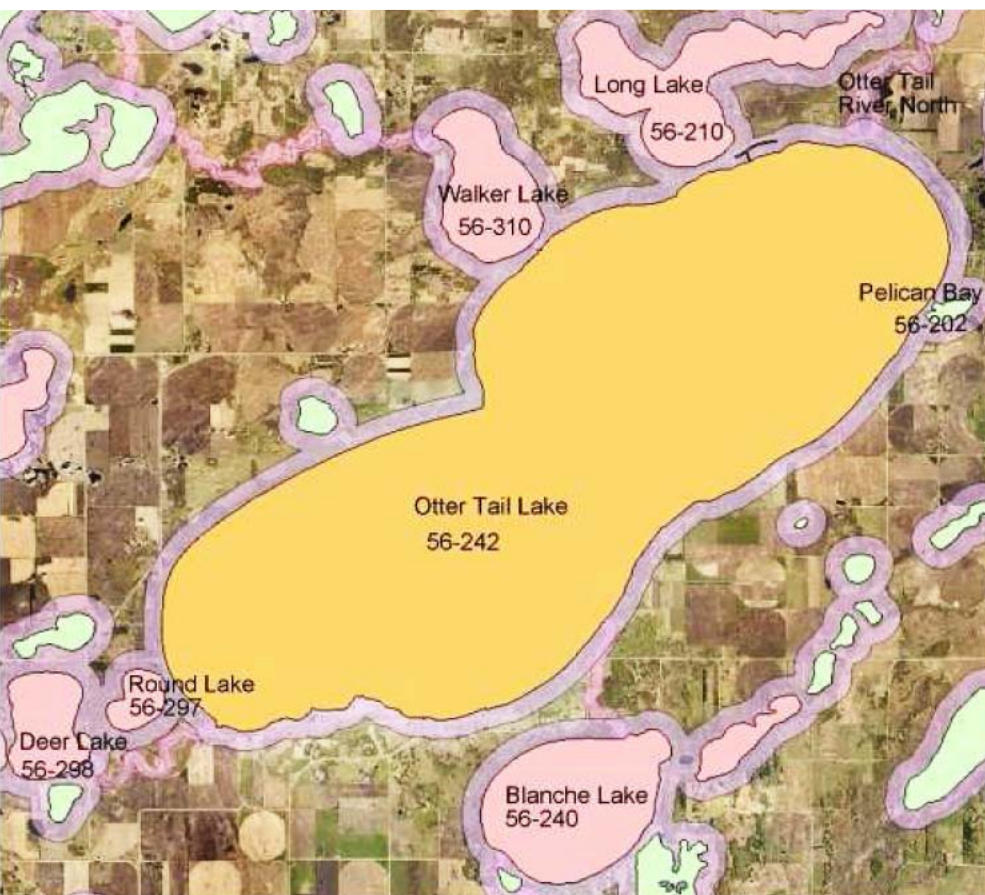 Long Lake
56-210
Otter Tail
River North
Walker Lake
56-310
Pelican Bay
56-202
Otter Tail Lake
56-242
Round Lake
56-297
Deer Lake
56-298
Blanche Lake
56-240